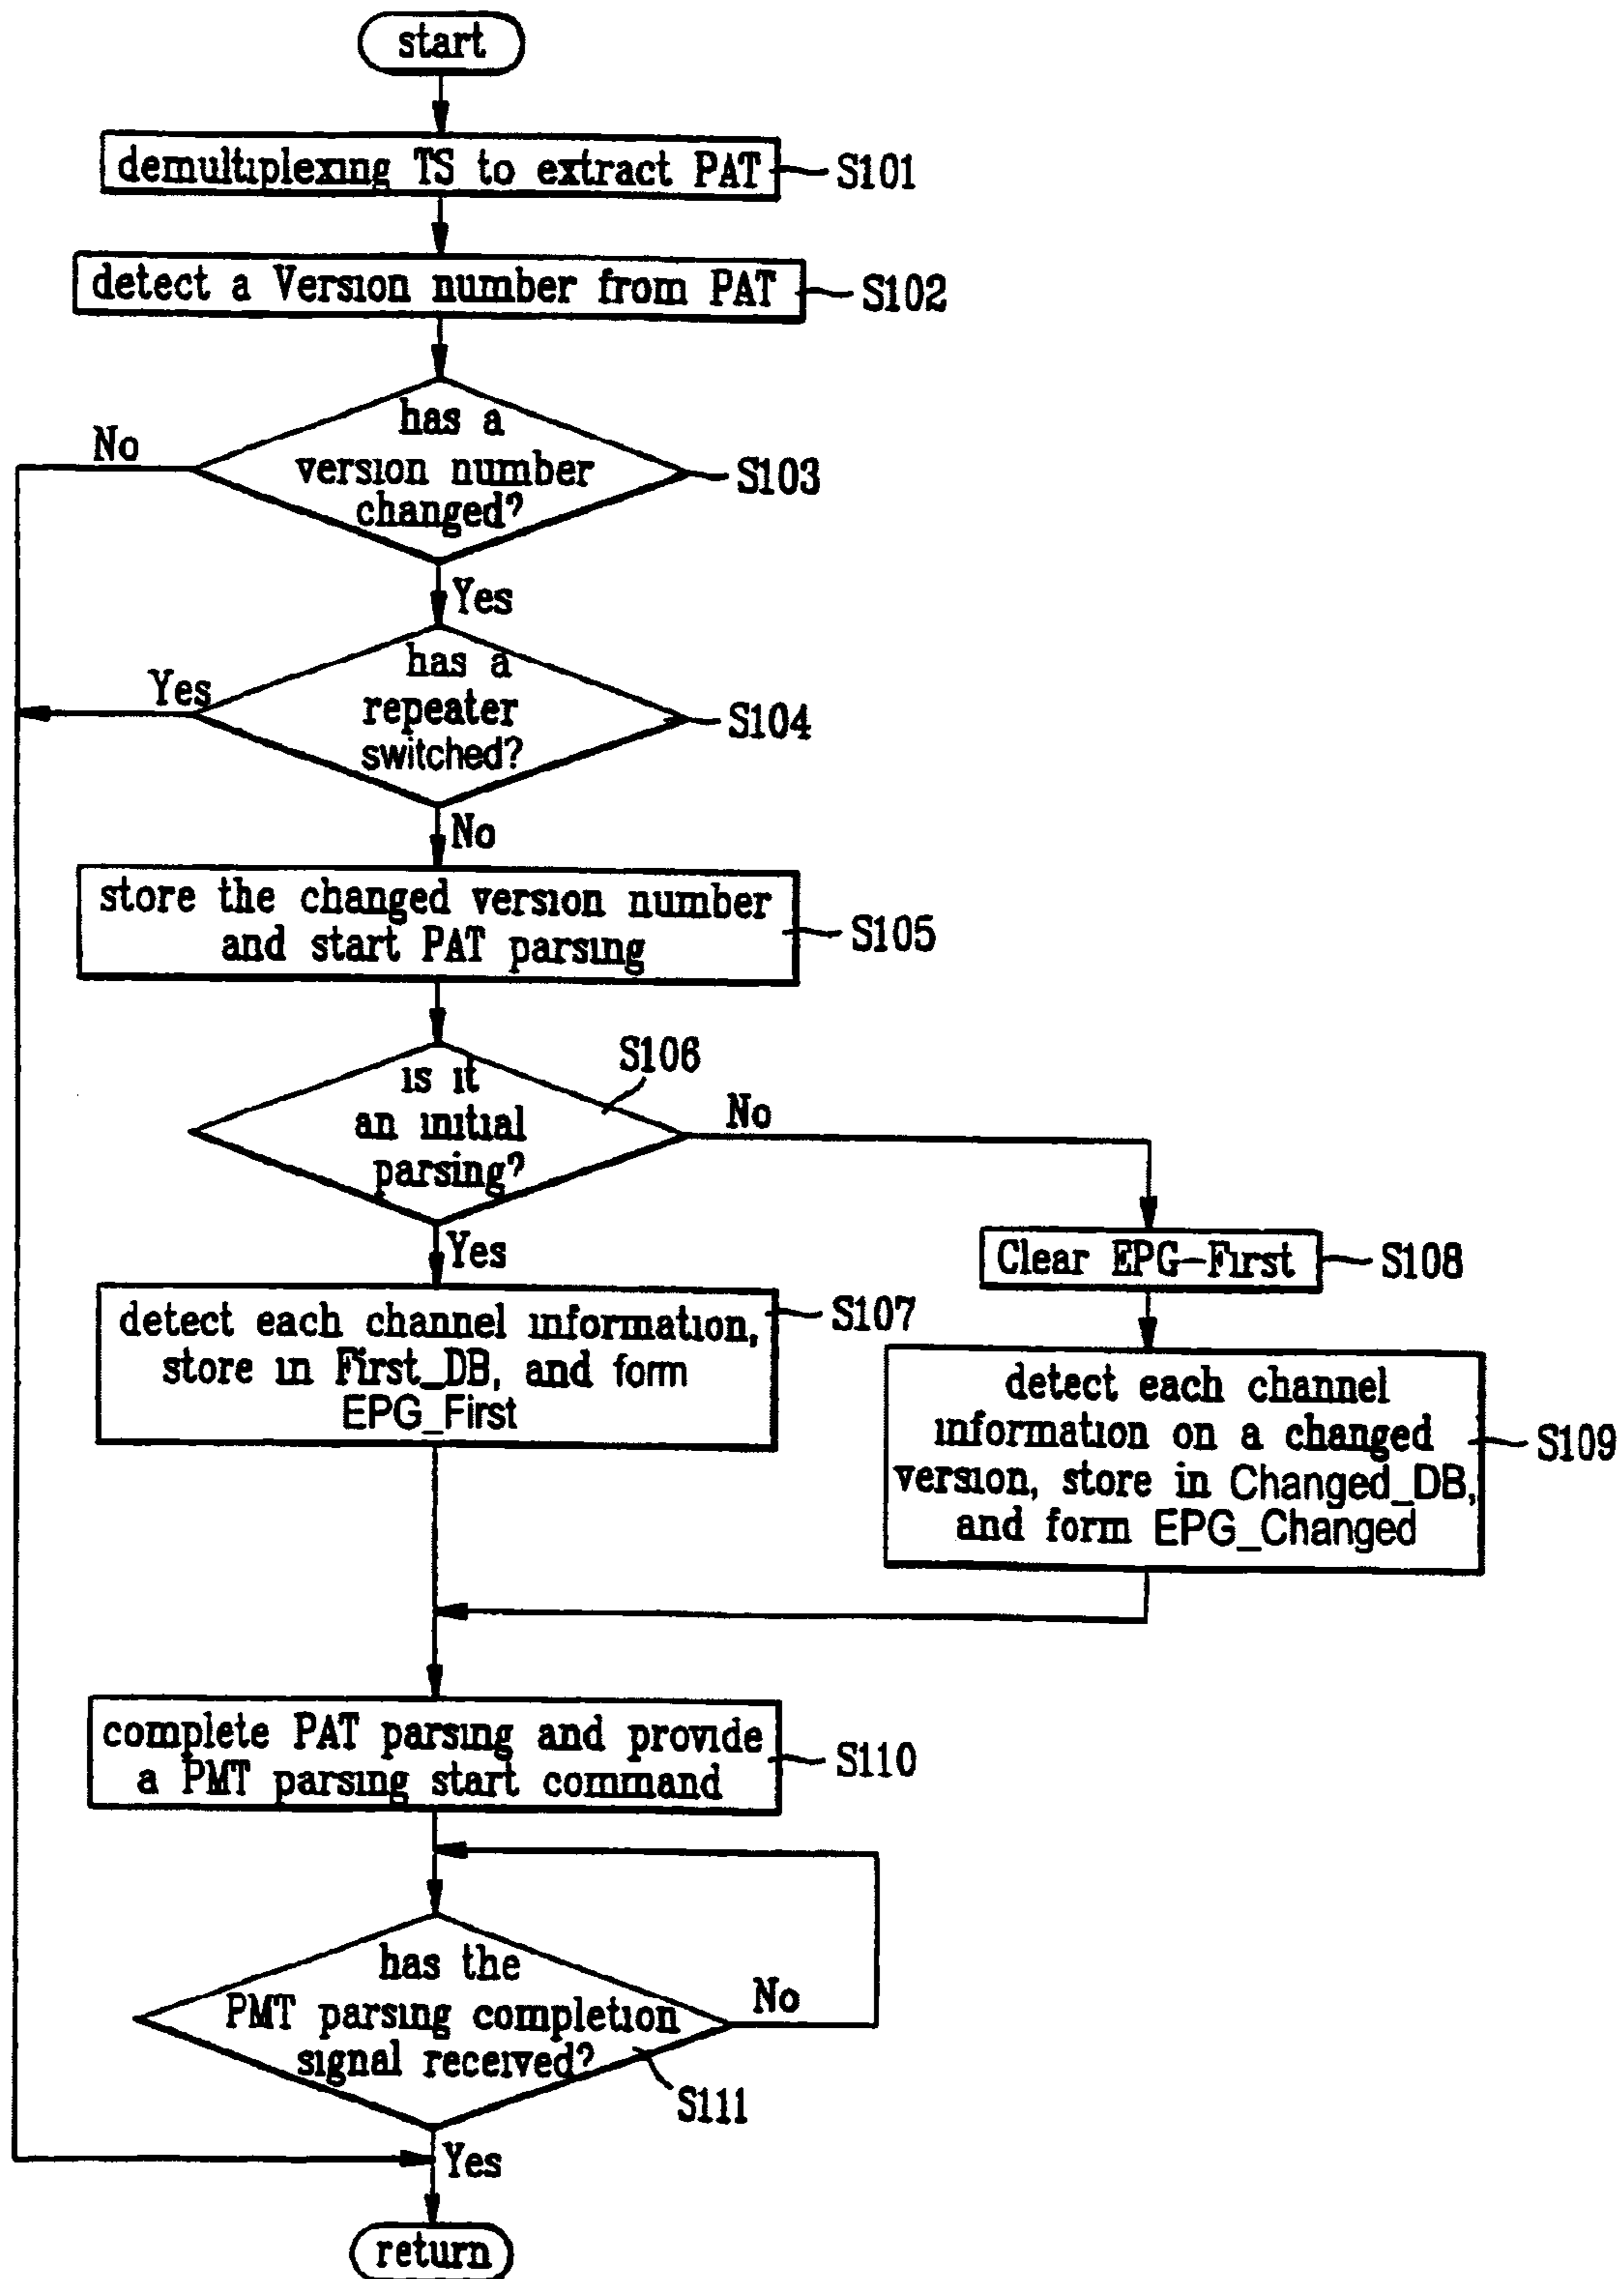 start
demultiplexing TS to extract PAT
S101
detect a Version number from PAT
S102
has a
version number
changed?
S103
No
Yes
has a
repeater
switched?
S104
Yes
No
store the changed version number
and start PAT parsing
S105
is it
an initial
parsing?
S106
No
Yes
detect each channel information,
store in First_DB, and form
EPG_First
S107
Clear EPG-First
S108
detect each channel
information on a changed
version, store in Changed_DB,
and form EPG_Changed
S109
complete PAT parsing and provide
a PMT parsing start command
S110
has the
PMT parsing completion
signal received?
No
S111
Yes
return